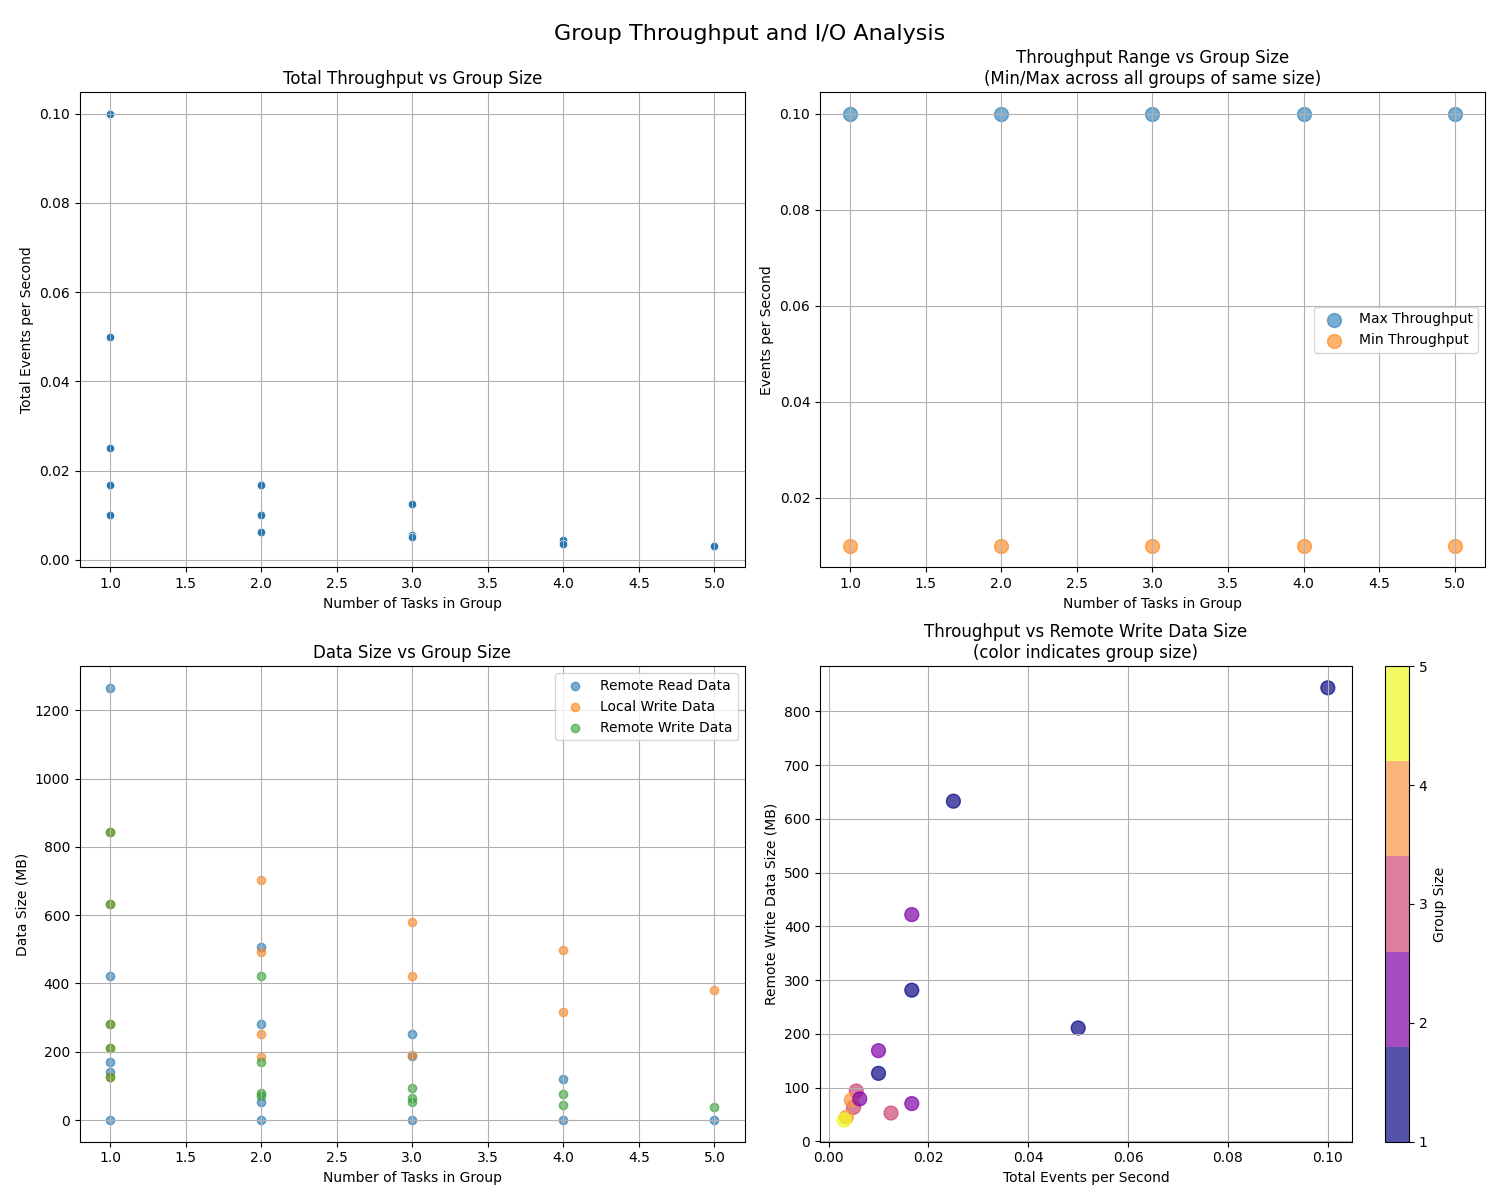 Group Throughput and I/O Analysis
Total Throughput vs Group Size
Total Events per Second
0.10
0.08
0.06
0.04
0.02
0.00
1.0 1.5 2.0 2.5 3.0 3.5 4.0 4.5 5.0
Number of Tasks in Group
Throughput Range vs Group Size
(Min/Max across all groups of same size)
Events per Second
0.10
0.08
0.06
0.04
0.02
Max Throughput
Min Throughput
1.0 1.5 2.0 2.5 3.0 3.5 4.0 4.5 5.0
Number of Tasks in Group
Data Size vs Group Size
Data Size (MB)
1200
1000
800
600
400
200
0
Remote Read Data
Local Write Data
Remote Write Data
1.0 1.5 2.0 2.5 3.0 3.5 4.0 4.5 5.0
Number of Tasks in Group
Throughput vs Remote Write Data Size
(color indicates group size)
Remote Write Data Size (MB)
800
700
600
500
400
300
200
100
0
0.00 0.02 0.04 0.06 0.08 0.10
Total Events per Second
5
4
3
2
1
Group Size